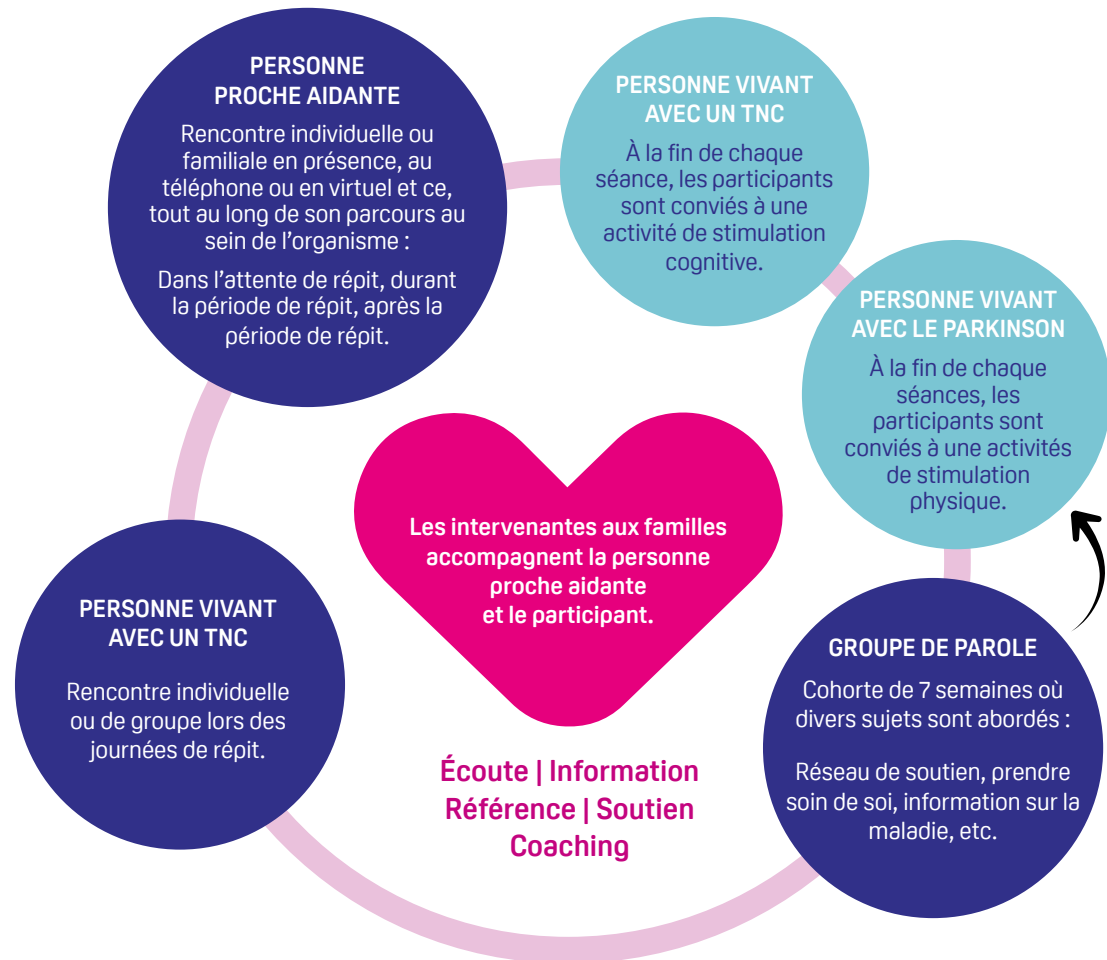 PERSONNE
PROCHE AIDANTE
Rencontre individuelle ou
familiale en présence, au
téléphone ou en virtuel et ce,
tout au long de son parcours au
sein de l'organisme :
Dans l'attente de répit, durant
la période de répit, après la
période de répit.
PERSONNE VIVANT
AVEC UN TNC
À la fin de chaque
séance, les participants
sont conviés à une
activité de stimulation
cognitive.
PERSONNE VIVANT
AVEC LE PARKINSON
À la fin de chaque
séances, les
participants sont
conviés à une activités
de stimulation
physique.
Les intervenantes aux familles
accompagnent la personne
proche aidante
et le participant.
PERSONNE VIVANT
AVEC UN TNC
Rencontre individuelle
ou de groupe lors des
journées de répit.
GROUPE DE PAROLE
Cohorte de 7 semaines où
divers sujets sont abordés :
Réseau de soutien, prendre
soin de soi, information sur la
maladie, etc.
Écoute | Information
Référence | Soutien
Coaching